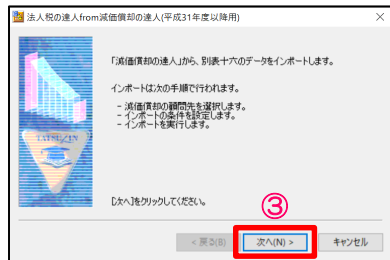 法人税の達人from減価償却の達人(平成31年度以降用)
「減価償却の達人」から、別表十六のデータをインポートします。
インポートは次の手順で行われます。
- 減価償却の顧問先を選択します。
- インポートの条件を設定します。
- インポートを実行します。
TATSUZIN
[次へ]をクリックしてください。
③
< 戻る(B)
次へ(N) >
キャンセル